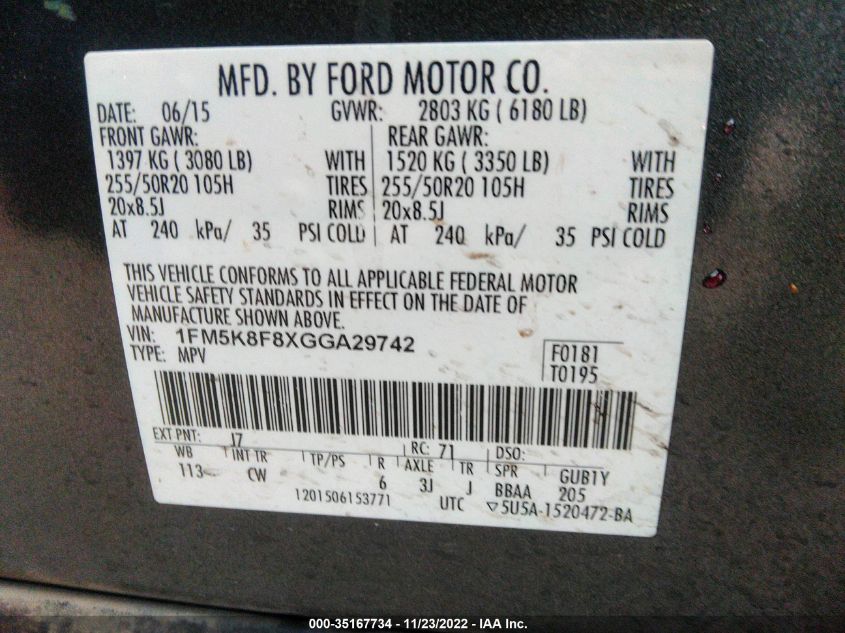 MFD. BY FORD MOTOR CO.
DATE: 06/15 GVWR: 2803 KG ( 6180 LB)
FRONT GAWR: REAR GAWR:
1397 KG ( 3080 LB) WITH 1520 KG ( 3350 LB) WITH
255/50R20 105H TIRES 255/50R20 105H TIRES
20x8.5J RIMS 20x8.5J RIMS
AT 240 kPa/ 35 PSI COLD AT 240 kPa/ 35 PSI COLD
THIS VEHICLE CONFORMS TO ALL APPLICABLE FEDERAL MOTOR
VEHICLE SAFETY STANDARDS IN EFFECT ON THE DATE OF
MANUFACTURE SHOWN ABOVE.
VIN: 1FM5K8F8XGGA29742
TYPE: MPV
F0181
T0195
EXT PNT: J7 RC: 71 DSO:
WB INT TR TP/PS R AXLE TR SPR GUB1Y
113 CW 6 3J J BBAA 205
1201506153771 UTC ▽5U5A-1520472-BA
000-35167734 - 11/23/2022 - IAA Inc.